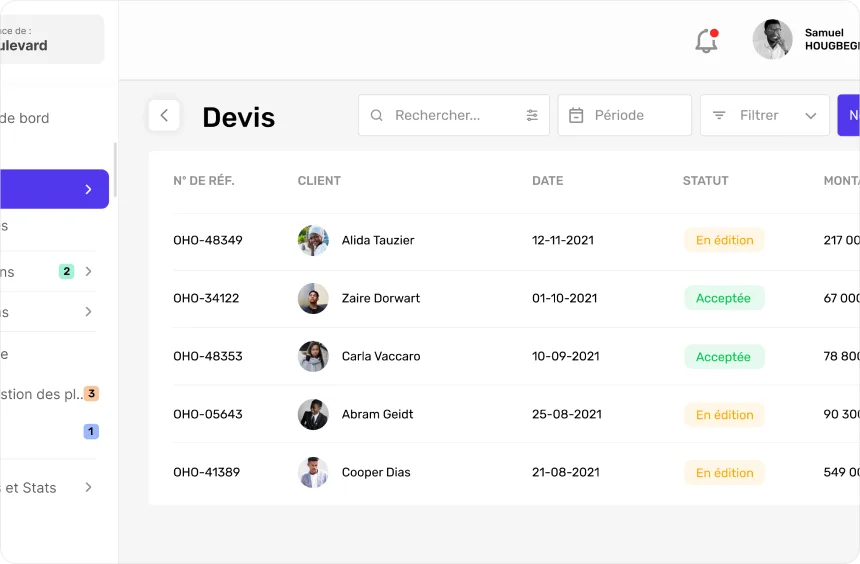 ce de :
ulevard
Samuel
HOUGBEG
de bord
Devis
Rechercher...
Période
Filtrer
N
N° DE RÉF.
CLIENT
DATE
STATUT
MONTA
s
OHO-48349
Alida Tauzier
12-11-2021
En édition
217 00
ns
2
OHO-34122
Zaire Dorwart
01-10-2021
Acceptée
67 000
s
e
OHO-48353
Carla Vaccaro
10-09-2021
Acceptée
78 800
stion des pl..
3
OHO-05643
Abram Geidt
25-08-2021
En édition
90 300
1
OHO-41389
Cooper Dias
21-08-2021
En édition
549 00
s et Stats